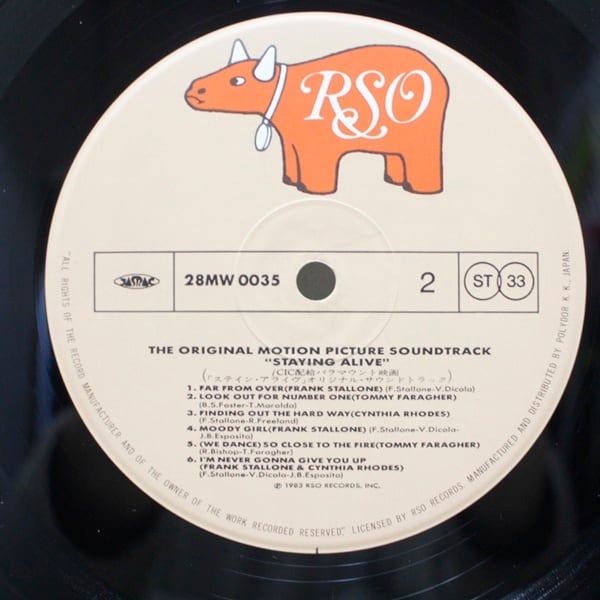 RSO
JASRAC
28MW 0035
2
ST 33
THE ORIGINAL MOTION PICTURE SOUNDTRACK
"STAYING ALIVE"
(/CIC配給パラマウント映画
「ステイン・アライヴ」オリジナル・サウンドトラック)
1. FAR FROM OVER(FRANK STALLONE) (F.Stallone-V.Dicola)
2. LOOK OUT FOR NUMBER ONE(TOMMY FARAGHER)
(B.S.Foster-T.Maralda)
3. FINDING OUT THE HARD WAY(CYNTHIA RHODES)
(F.Stallone-R.Freeland)
4. MOODY GIRL(FRANK STALLONE) (F.Stallone-V.Dicola-
J.B.Esposito)
5. (WE DANCE) SO CLOSE TO THE FIRE(TOMMY FARAGHER)
(R.Bishop-T.Faragher)
6. I'M NEVER GONNA GIVE YOU UP
(FRANK STALLONE & CYNTHIA RHODES)
(F.Stallone-V.Dicola-J.B.Esposito)
℗ 1983 RSO RECORDS, INC.
"ALL RIGHTS OF THE RECORD MANUFACTURER AND OF THE OWNER OF THE WORK RECORDED RESERVED." LICENSED BY RSO RECORDS. MANUFACTURED AND DISTRIBUTED BY POLYDOR K.K., JAPAN.